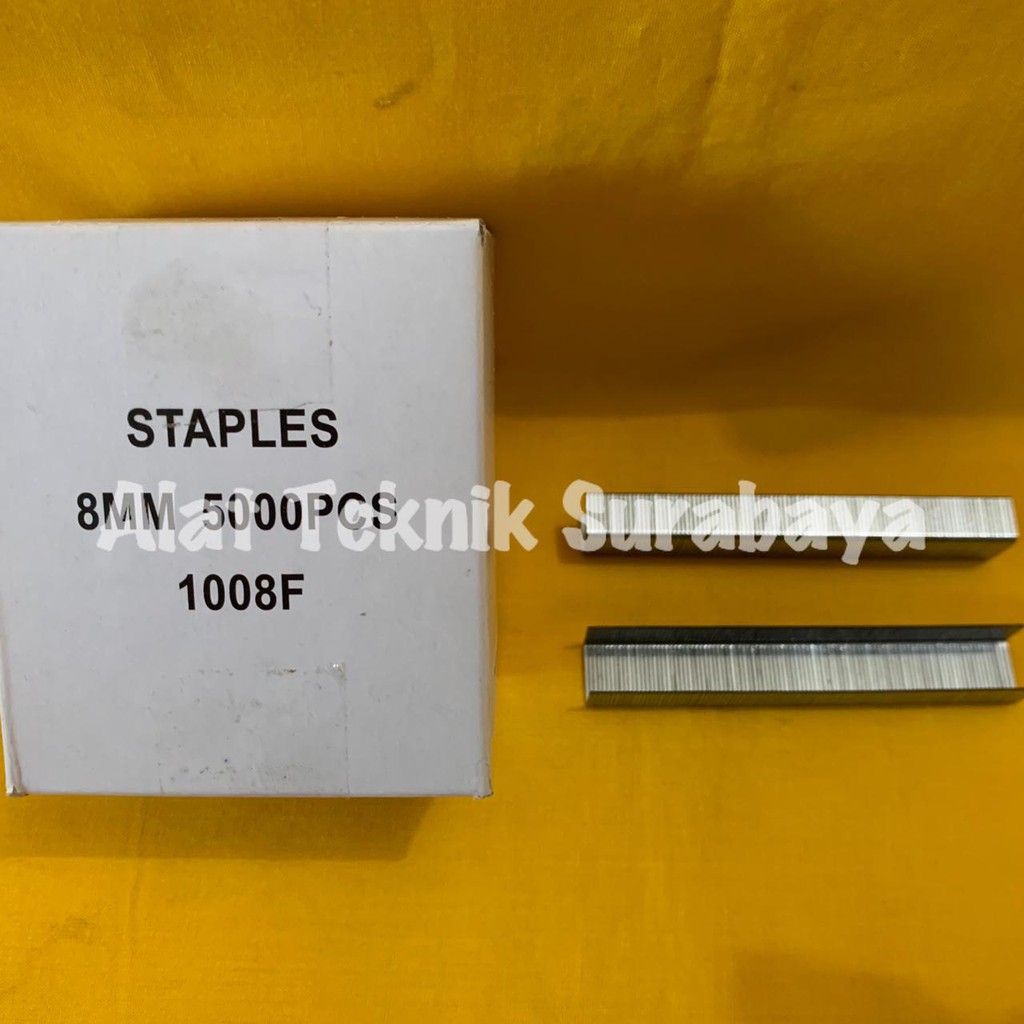 STAPLES
8MM 5000PCS
Alat Teknik Surabaya
1008F